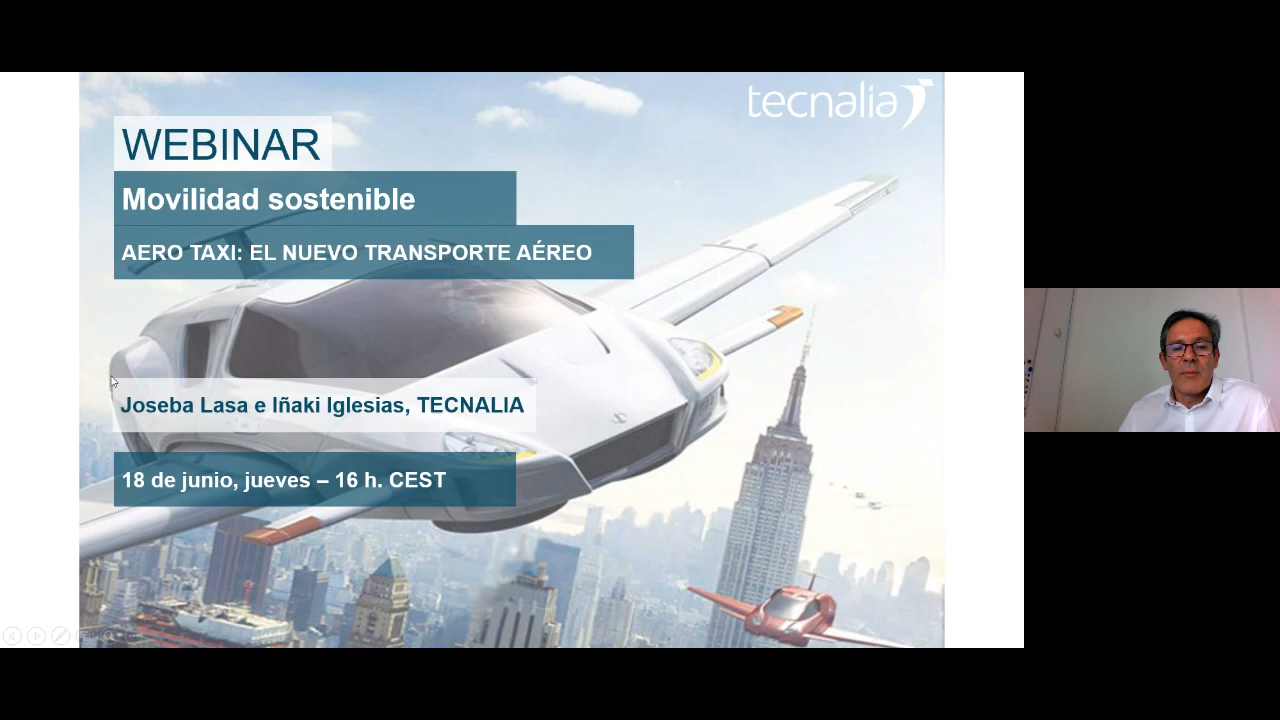 tecnalia
WEBINAR
Movilidad sostenible
AERO TAXI: EL NUEVO TRANSPORTE AÉREO
Joseba Lasa e Iñaki Iglesias, TECNALIA
18 de junio, jueves – 16 h. CEST